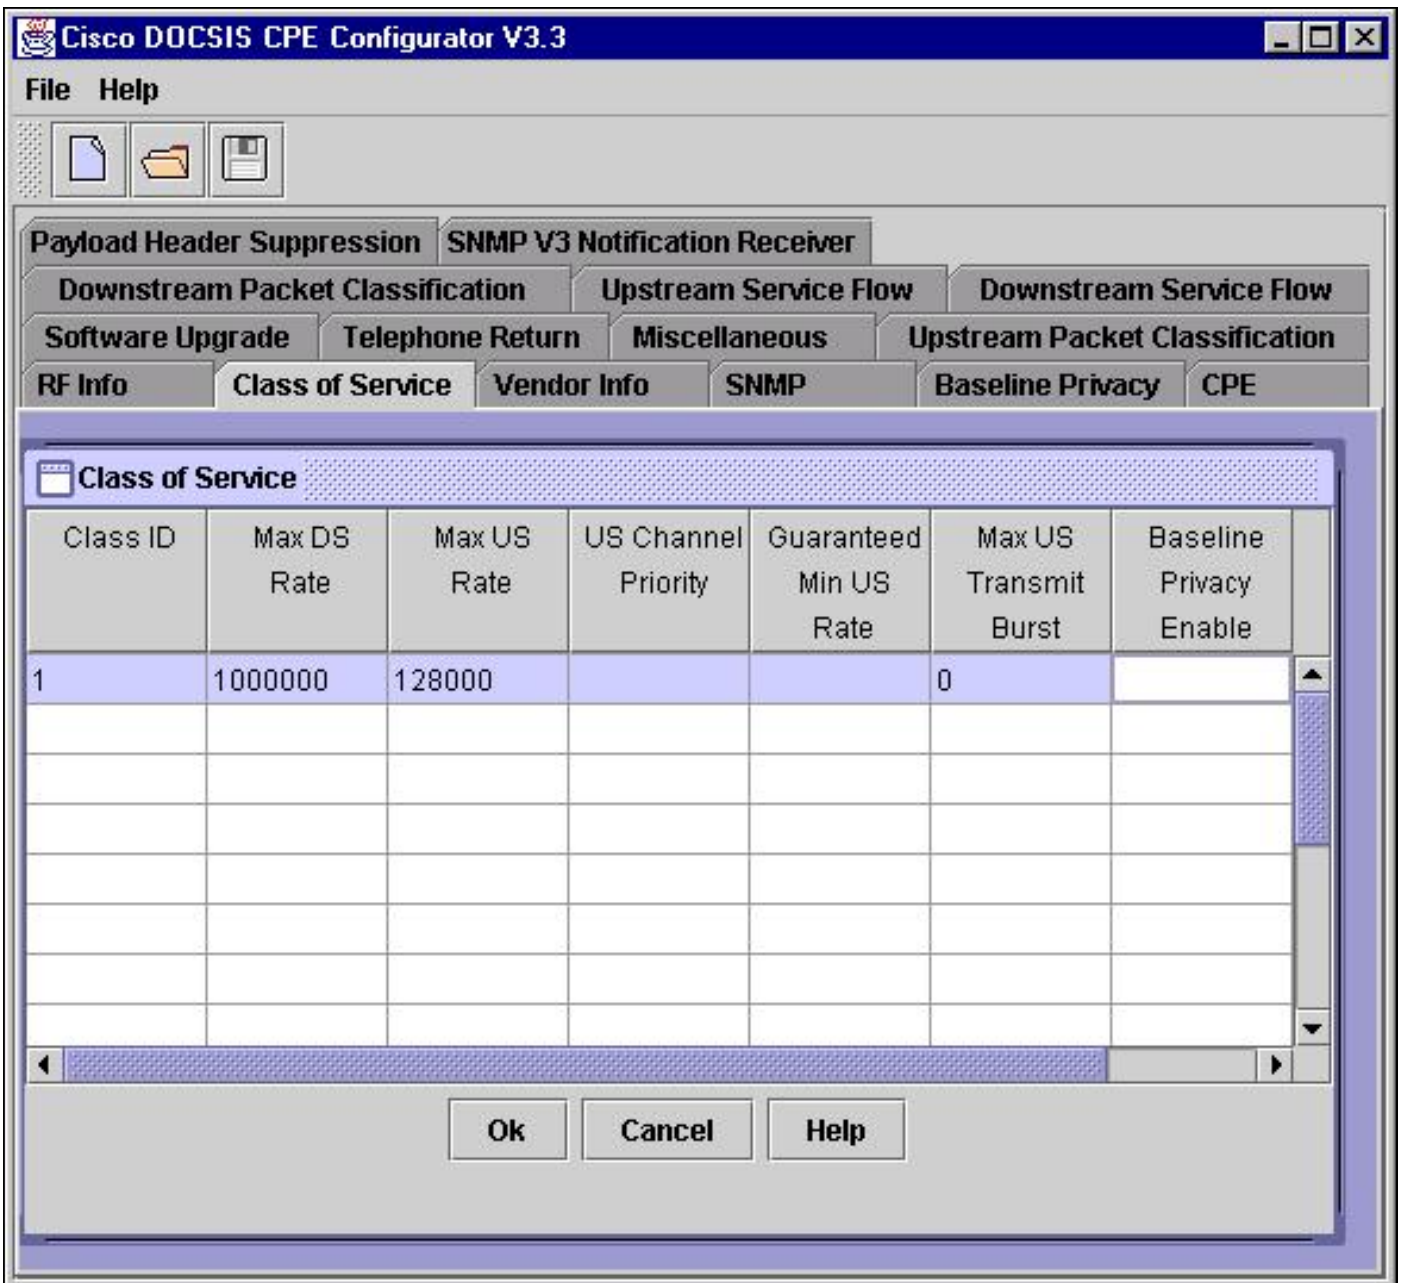 Cisco DOCSIS CPE Configurator V3.3
File Help
Payload Header Suppression SNMP V3 Notification Receiver
Downstream Packet Classification Upstream Service Flow Downstream Service Flow
Software Upgrade Telephone Return Miscellaneous Upstream Packet Classification
RF Info Class of Service Vendor Info SNMP Baseline Privacy CPE
Class of Service
Class ID Max DS Max US US Channel Guaranteed Max US Baseline
Rate Rate Priority Min US Transmit Privacy
Rate Burst Enable
1 1000000 128000 0
Ok Cancel Help